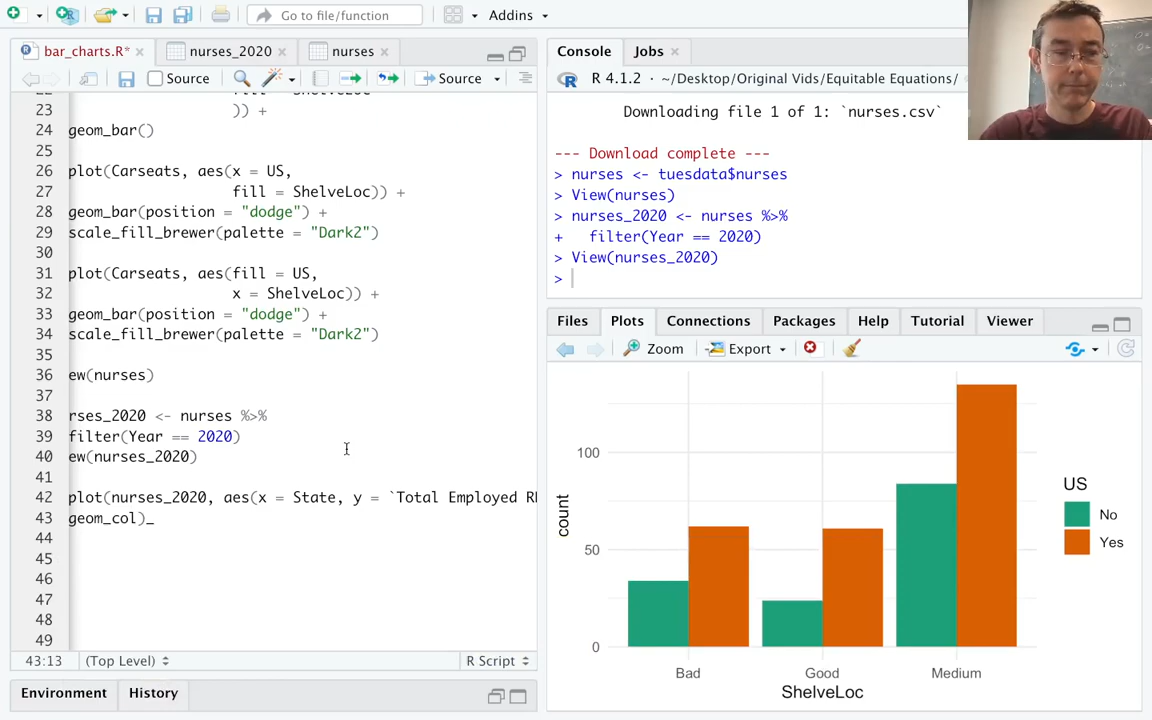 Go to file/function
Addins
bar_charts.R*
nurses_2020
nurses
Source
Source
22
23 )) +
24 geom_bar()
25
26 plot(Carseats, aes(x = US,
27 fill = ShelveLoc)) +
28 geom_bar(position = "dodge") +
29 scale_fill_brewer(palette = "Dark2")
30
31 plot(Carseats, aes(fill = US,
32 x = ShelveLoc)) +
33 geom_bar(position = "dodge") +
34 scale_fill_brewer(palette = "Dark2")
35
36 ew(nurses)
37
38 rses_2020 <- nurses %>%
39 filter(Year == 2020)
40 ew(nurses_2020)
41
42 plot(nurses_2020, aes(x = State, y = `Total Employed RN
43 geom_col)_
44
45
46
47
48
49
43:13 (Top Level) R Script
Environment History
Console Jobs
R 4.1.2 · ~/Desktop/Original Vids/Equitable Equations/
Downloading file 1 of 1: `nurses.csv`
--- Download complete ---
> nurses <- tuesdata$nurses
> View(nurses)
> nurses_2020 <- nurses %>%
+ filter(Year == 2020)
> View(nurses_2020)
>
Files Plots Connections Packages Help Tutorial Viewer
Zoom Export
100
50
0
count
Bad Good Medium
ShelveLoc
US
No
Yes